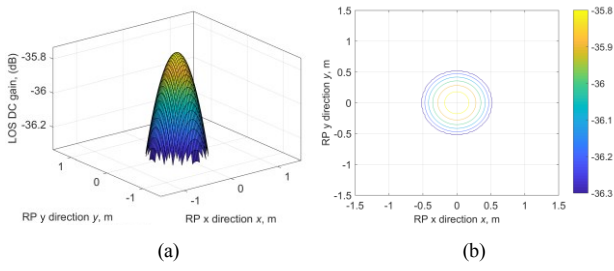 (a)
-35.8
-36
-36.2
LOS DC gain, (dB)
1
0
-1
RP y direction y, m
-1
0
1
RP x direction x, m
(a)
(b)
1.5
1
0.5
0
-0.5
-1
-1.5
RP y direction y, m
-1.5 -1 -0.5 0 0.5 1 1.5
RP x direction x, m
-35.8
-35.9
-36
-36.1
-36.2
-36.3
(b)